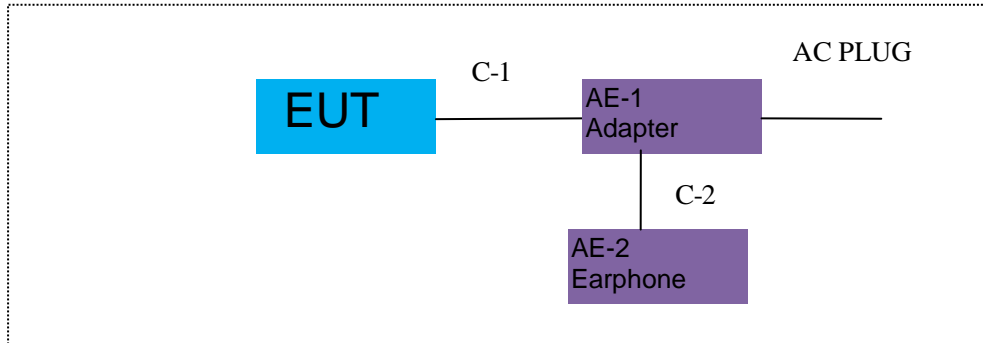 AC PLUG
C-1
EUT
AE-1
Adapter
C-2
AE-2
Earphone